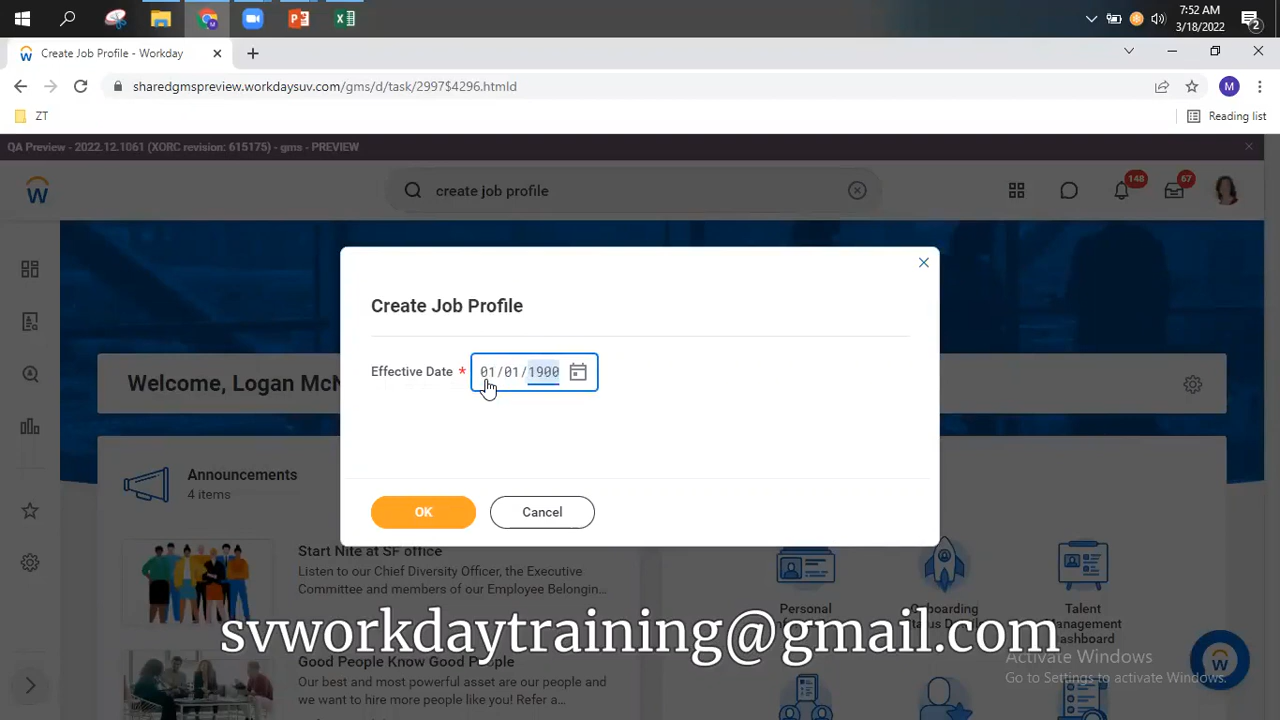 7:52 AM
3/18/2022
2
Create Job Profile - Workday
sharedgmspreview.workdaysuv.com/gms/d/task/2997$4296.htmld
M
ZT
Reading list
QA Preview - 2022.12.1061 (XORC revision: 615175) - gms - PREVIEW
create job profile
148
67
Create Job Profile
Effective Date * 01/01/1900
Welcome, Logan McN
OK
Cancel
Announcements
4 items
Start Nite at SF office
Listen to our Chief Diversity Officer, the Executive
Committee and members of our Employee Belongin...
Personal
Onboarding
Talent
Management
Dashboard
svworkdaytraining@gmail.com
Good People Know Good People
Our best and most powerful asset are our people and
we want to hire more people like you! Refer a
Activate Windows
Go to Settings to activate Windows.